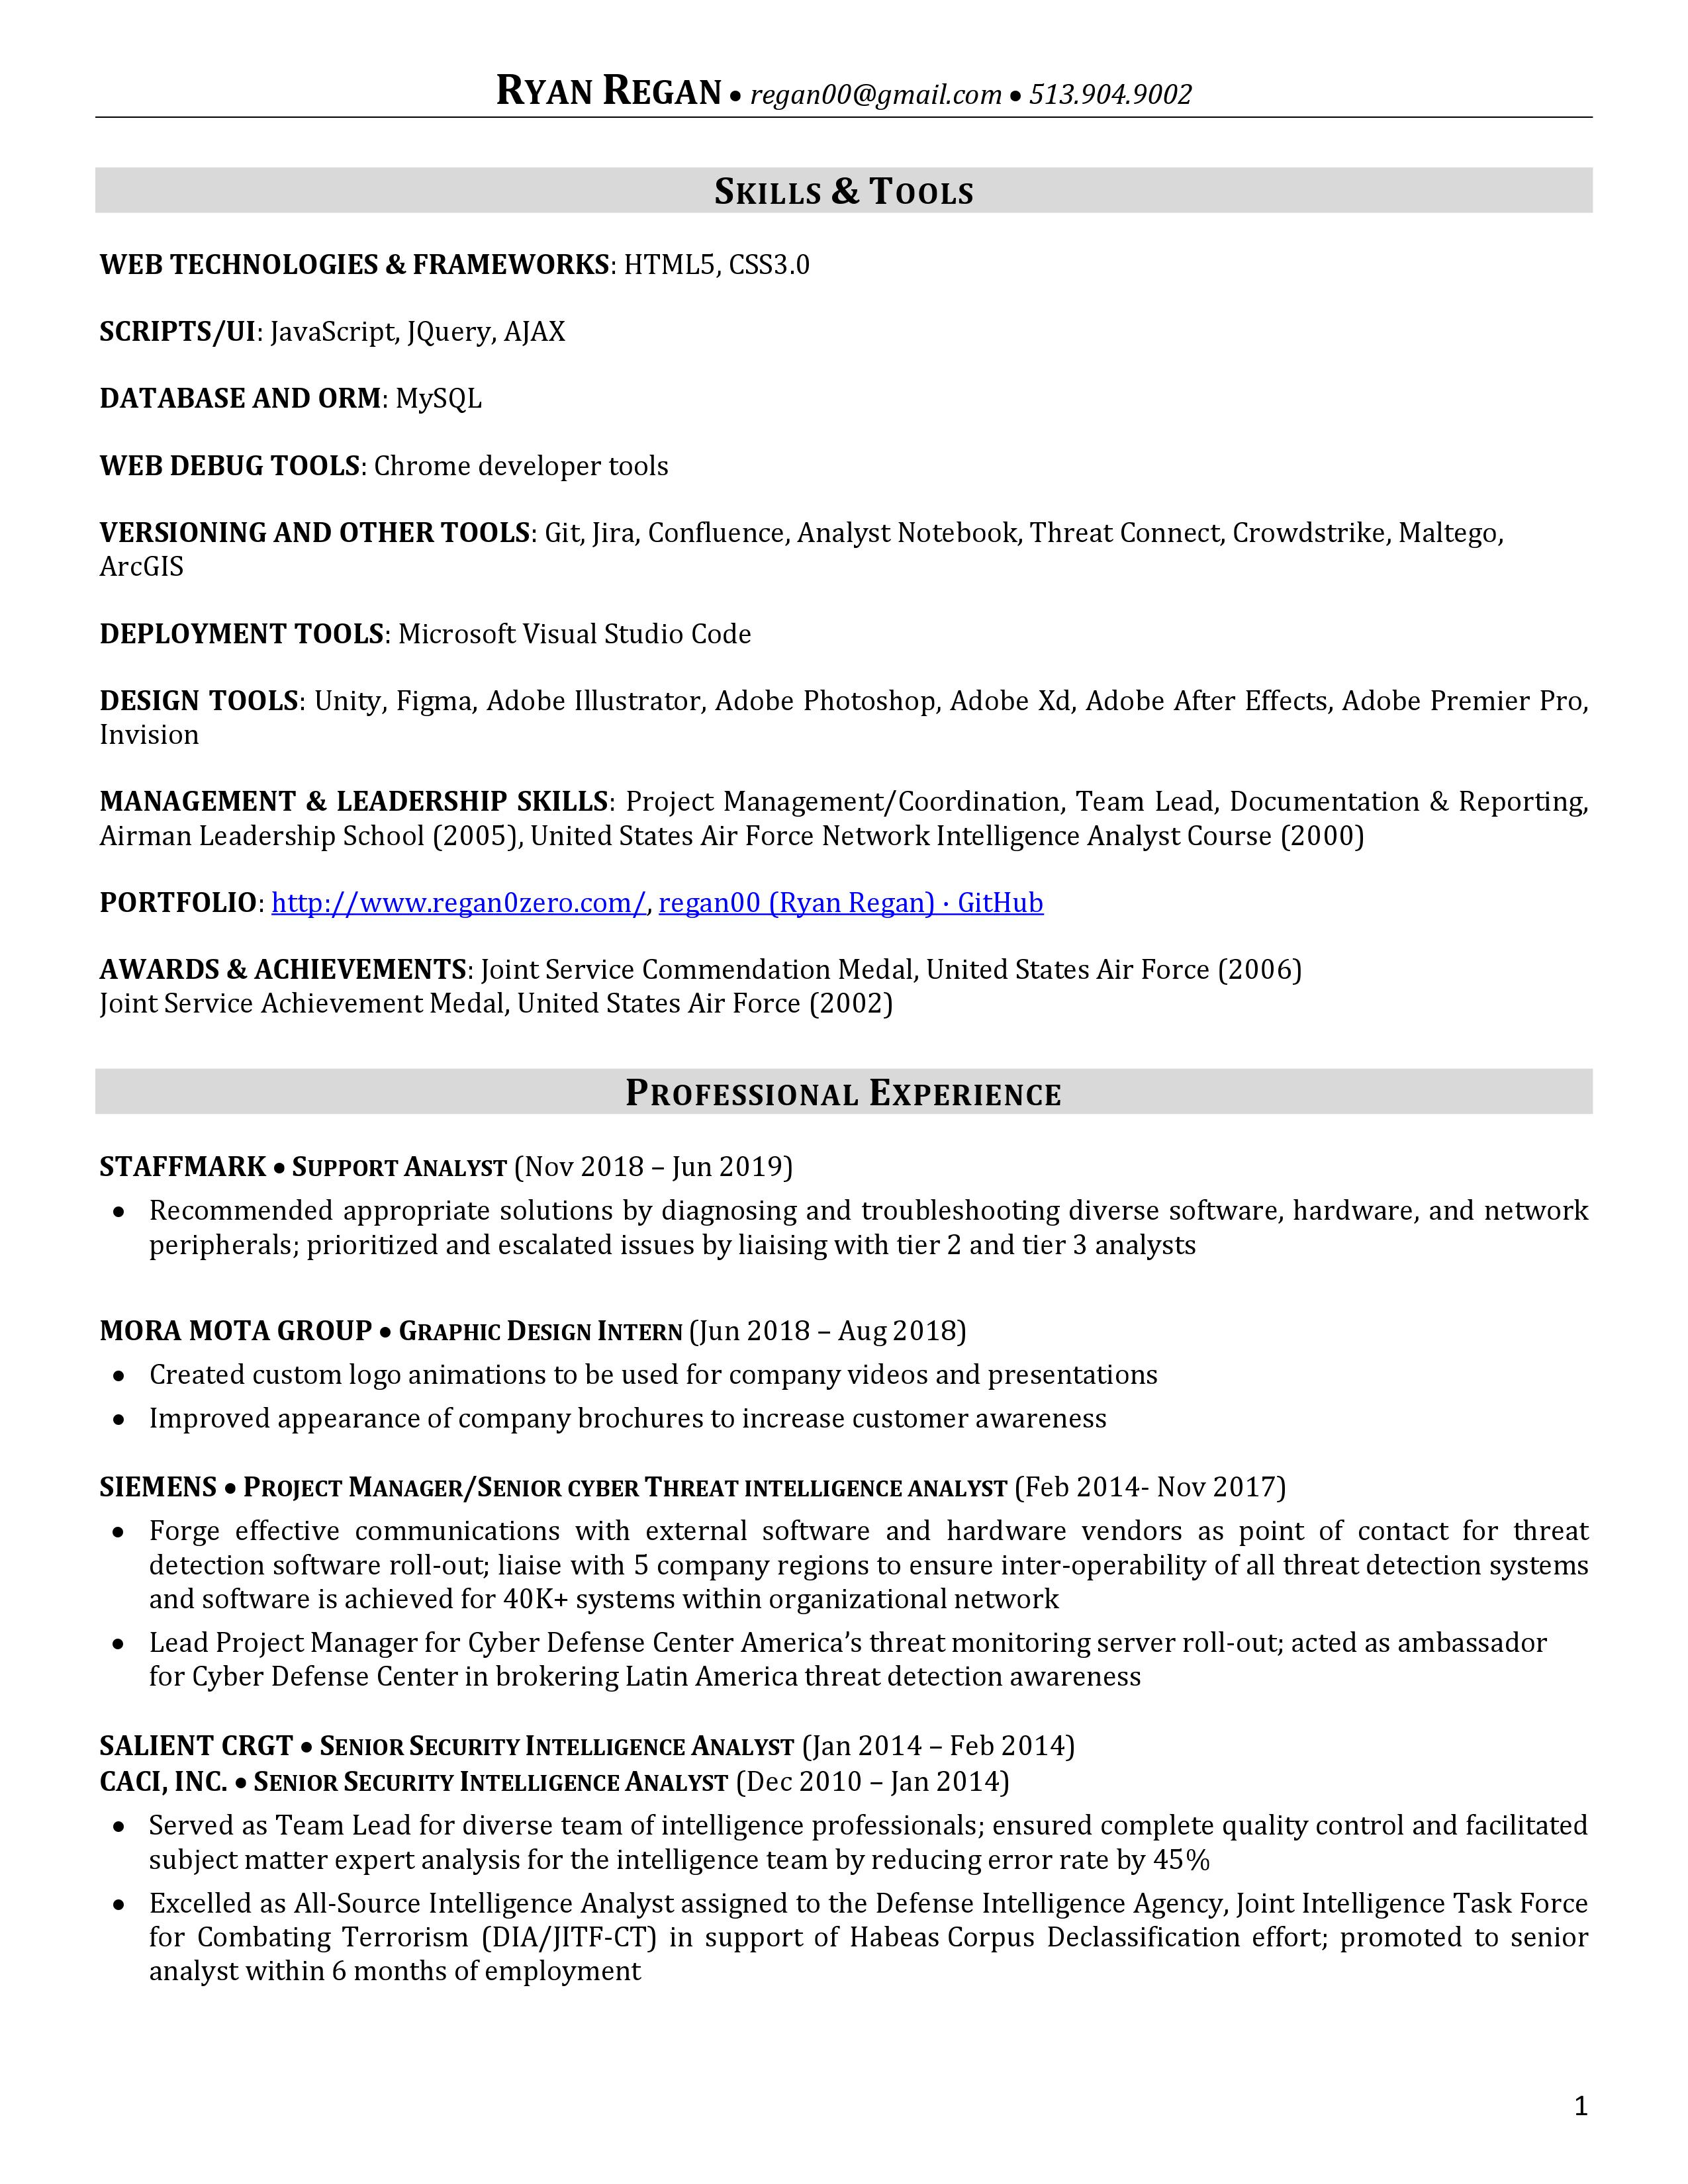 RYAN REGAN • regan00@gmail.com • 513.904.9002
SKILLS & TOOLS
WEB TECHNOLOGIES & FRAMEWORKS: HTML5, CSS3.0
SCRIPTS/UI: JavaScript, JQuery, AJAX
DATABASE AND ORM: MySQL
WEB DEBUG TOOLS: Chrome developer tools
VERSIONING AND OTHER TOOLS: Git, Jira, Confluence, Analyst Notebook, Threat Connect, Crowdstrike, Maltego,
ArcGIS
DEPLOYMENT TOOLS: Microsoft Visual Studio Code
DESIGN TOOLS: Unity, Figma, Adobe Illustrator, Adobe Photoshop, Adobe Xd, Adobe After Effects, Adobe Premier Pro,
Invision
MANAGEMENT & LEADERSHIP SKILLS: Project Management/Coordination, Team Lead, Documentation & Reporting,
Airman Leadership School (2005), United States Air Force Network Intelligence Analyst Course (2000)
PORTFOLIO: http://www.regan0zero.com/, regan00 (Ryan Regan) · GitHub
AWARDS & ACHIEVEMENTS: Joint Service Commendation Medal, United States Air Force (2006)
Joint Service Achievement Medal, United States Air Force (2002)
PROFESSIONAL EXPERIENCE
STAFFMARK • SUPPORT ANALYST (Nov 2018 – Jun 2019)
• Recommended appropriate solutions by diagnosing and troubleshooting diverse software, hardware, and network
peripherals; prioritized and escalated issues by liaising with tier 2 and tier 3 analysts
MORA MOTA GROUP • GRAPHIC DESIGN INTERN (Jun 2018 – Aug 2018)
• Created custom logo animations to be used for company videos and presentations
• Improved appearance of company brochures to increase customer awareness
SIEMENS • PROJECT MANAGER/SENIOR CYBER THREAT INTELLIGENCE ANALYST (Feb 2014- Nov 2017)
• Forge effective communications with external software and hardware vendors as point of contact for threat
detection software roll-out; liaise with 5 company regions to ensure inter-operability of all threat detection systems
and software is achieved for 40K+ systems within organizational network
• Lead Project Manager for Cyber Defense Center America’s threat monitoring server roll-out; acted as ambassador
for Cyber Defense Center in brokering Latin America threat detection awareness
SALIENT CRGT • SENIOR SECURITY INTELLIGENCE ANALYST (Jan 2014 – Feb 2014)
CACI, INC. • SENIOR SECURITY INTELLIGENCE ANALYST (Dec 2010 – Jan 2014)
• Served as Team Lead for diverse team of intelligence professionals; ensured complete quality control and facilitated
subject matter expert analysis for the intelligence team by reducing error rate by 45%
• Excelled as All-Source Intelligence Analyst assigned to the Defense Intelligence Agency, Joint Intelligence Task Force
for Combating Terrorism (DIA/JITF-CT) in support of Habeas Corpus Declassification effort; promoted to senior
analyst within 6 months of employment
1